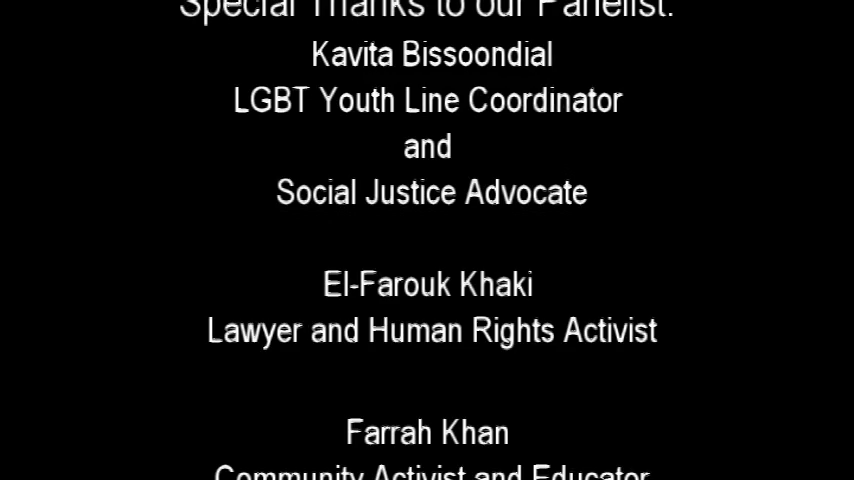 Special Thanks to our Panelist:
Kavita Bissoondial
LGBT Youth Line Coordinator
and
Social Justice Advocate
El-Farouk Khaki
Lawyer and Human Rights Activist
Farrah Khan
Community Activist and Educator